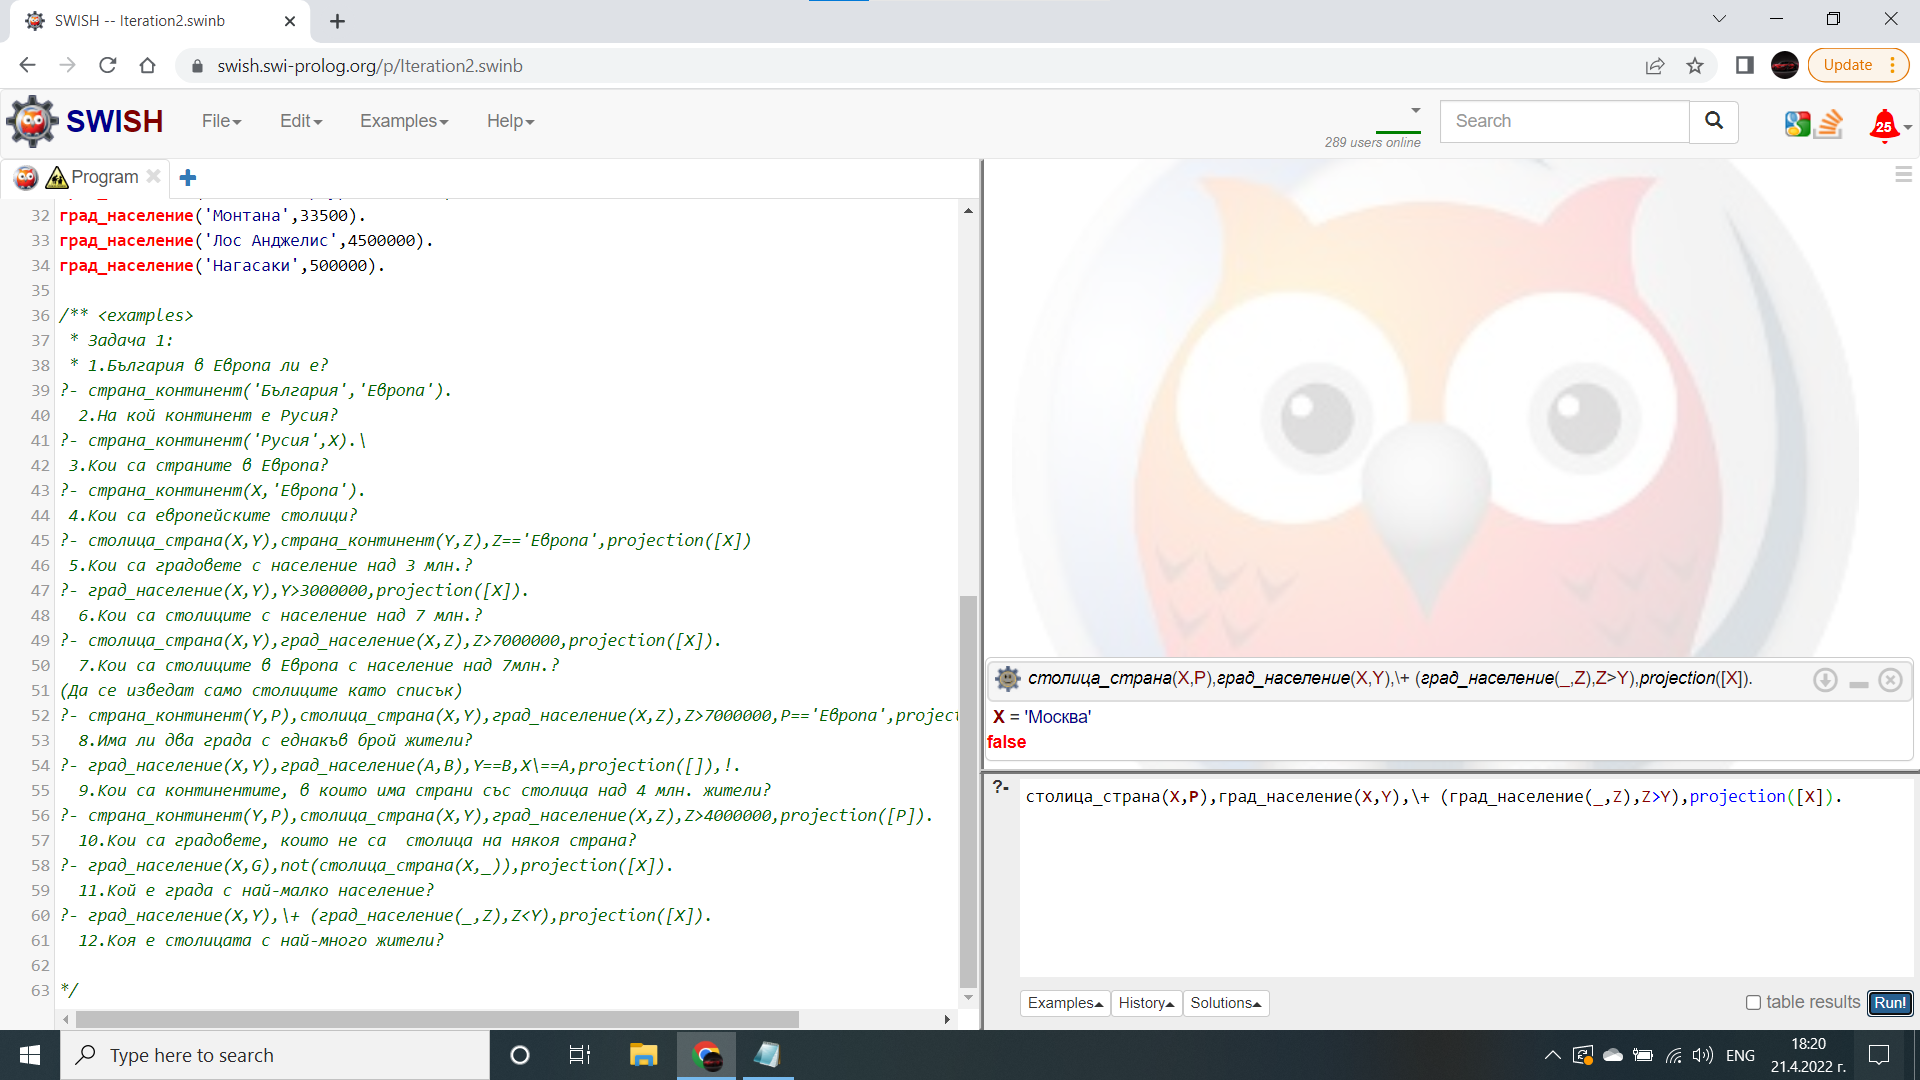 SWISH -- Iteration2.swinb
swish.swi-prolog.org/p/Iteration2.swinb
Update
SWISH
File Edit Examples Help
289 users online
Search
25
Program
32 град_население('Монтана',33500).
33 град_население('Лос Анджелис',4500000).
34 град_население('Нагасаки',500000).
35
36 /** <examples>
37 * Задача 1:
38 * 1.България в Европа ли е?
39 ?- страна_континент('България','Европа').
40 2.На кой континент е Русия?
41 ?- страна_континент('Русия',X).\
42 3.Кои са страните в Европа?
43 ?- страна_континент(X,'Европа').
44 4.Кои са европейските столици?
45 ?- столица_страна(X,Y),страна_континент(Y,Z),Z=='Европа',projection([X])
46 5.Кои са градовете с население над 3 млн.?
47 ?- град_население(X,Y),Y>3000000,projection([X]).
48 6.Кои са столиците с население над 7 млн.?
49 ?- столица_страна(X,Y),град_население(X,Z),Z>7000000,projection([X]).
50 7.Кои са столиците в Европа с население над 7млн.?
51 (Да се изведат само столиците като списък)
52 ?- страна_континент(Y,P),столица_страна(X,Y),град_население(X,Z),Z>7000000,P=='Европа',project
53 8.Има ли два града с еднакъв брой жители?
54 ?- град_население(X,Y),град_население(A,B),Y==B,X\==A,projection([]),!.
55 9.Кои са континентите, в които има страни със столица над 4 млн. жители?
56 ?- страна_континент(Y,P),столица_страна(X,Y),град_население(X,Z),Z>4000000,projection([P]).
57 10.Кои са градовете, които не са  столица на някоя страна?
58 ?- град_население(X,G),not(столица_страна(X,_)),projection([X]).
59 11.Кой е града с най-малко население?
60 ?- град_население(X,Y),\+ (град_население(_,Z),Z<Y),projection([X]).
61 12.Коя е столицата с най-много жители?
62
63 */
столица_страна(X,P),град_население(X,Y),\+ (град_население(_,Z),Z>Y),projection([X]).
X = 'Москва'
false
?- столица_страна(X,P),град_население(X,Y),\+ (град_население(_,Z),Z>Y),projection([X]).
Examples History Solutions
table results Run!
Type here to search
ENG
18:20
21.4.2022 г.